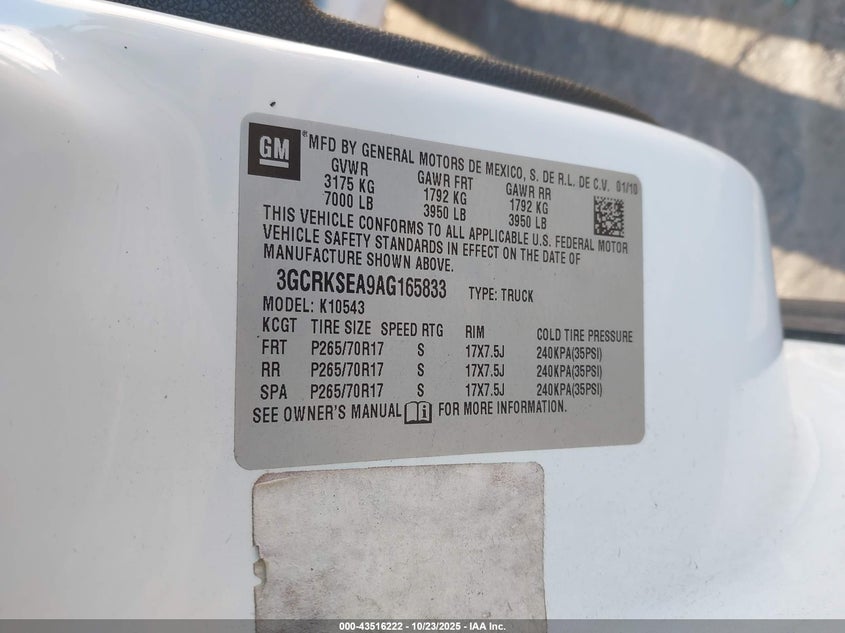 GM
®MFD BY GENERAL MOTORS DE MEXICO, S. DE R.L. DE C.V. 01/10
GVWR GAWR FRT GAWR RR
3175 KG 1792 KG 1792 KG
7000 LB 3950 LB 3950 LB
THIS VEHICLE CONFORMS TO ALL APPLICABLE U.S. FEDERAL MOTOR
VEHICLE SAFETY STANDARDS IN EFFECT ON THE DATE OF
MANUFACTURE SHOWN ABOVE.
3GCRKSEA9AG165833 TYPE: TRUCK
MODEL: K10543
KCGT TIRE SIZE SPEED RTG RIM COLD TIRE PRESSURE
FRT P265/70R17 S 17X7.5J 240KPA(35PSI)
RR P265/70R17 S 17X7.5J 240KPA(35PSI)
SPA P265/70R17 S 17X7.5J 240KPA(35PSI)
SEE OWNER'S MANUAL i FOR MORE INFORMATION.
000-43516222 - 10/23/2025 - IAA Inc.